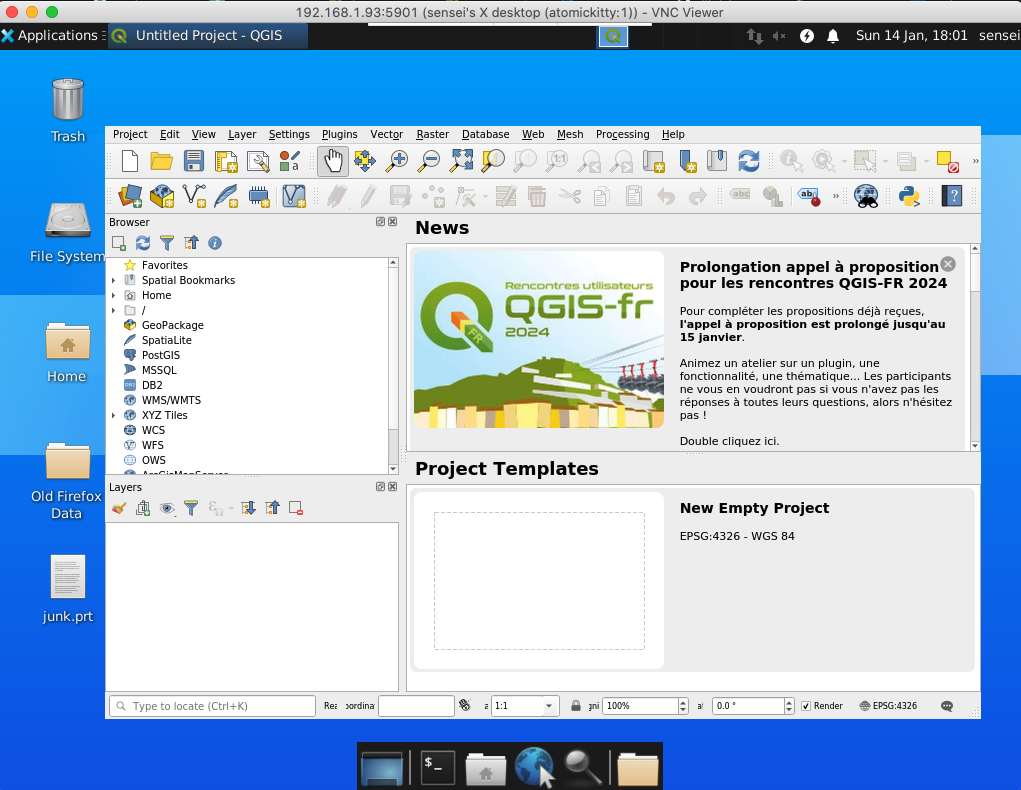 192.168.1.93:5901 (sensei's X desktop (atomickitty:1)) - VNC Viewer
Applications
Untitled Project - QGIS
Sun 14 Jan, 18:01
sensei
Trash
File System
Home
Old Firefox
Data
junk.prt
Project Edit View Layer Settings Plugins Vector Raster Database Web Mesh Processing Help
1:1
abc
ab
Browser
Favorites
Spatial Bookmarks
Home
/
GeoPackage
SpatiaLite
PostGIS
MSSQL
DB2
WMS/WMTS
XYZ Tiles
WCS
WFS
OWS
Layers
News
Rencontres utilisateurs
QGIS-fr
2024
FR
Prolongation appel à proposition
pour les rencontres QGIS-FR 2024
Pour compléter les propositions déjà reçues,
l'appel à proposition est prolongé jusqu'au
15 janvier.
Animez un atelier sur un plugin, une
fonctionnalité, une thématique... Les participants
ne vous en voudront pas si vous n'avez pas les
réponses à toutes leurs questions, alors n'hésitez
pas !
Double cliquez ici.
Project Templates
New Empty Project
EPSG:4326 - WGS 84
Type to locate (Ctrl+K)
oordina
1:1
100%
0.0 °
Render
EPSG:4326
$_